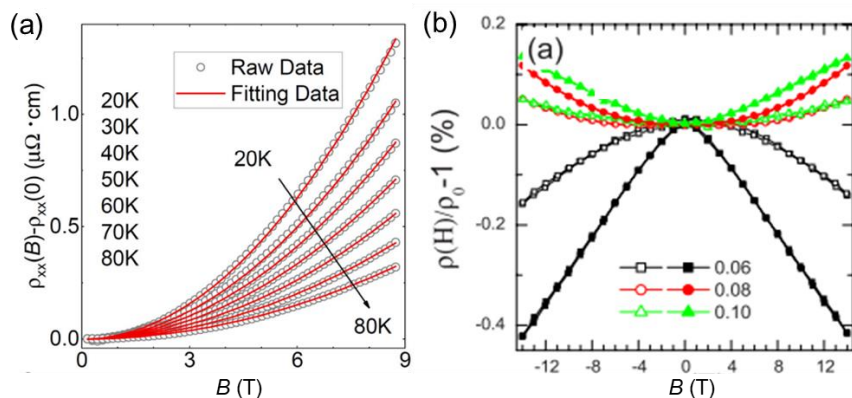 (a)
ρxx(B)-ρxx(0) (μΩ·cm)
1.0
0.5
0.0
Raw Data
Fitting Data
20K
30K
40K
50K
60K
70K
80K
20K
80K
0
3
6
9
B (T)
(b)
(a)
ρ(H)/ρ0-1 (%)
0.2
0.0
-0.2
-0.4
0.06
0.08
0.10
-12 -8 -4 0 4 8 12
B (T)